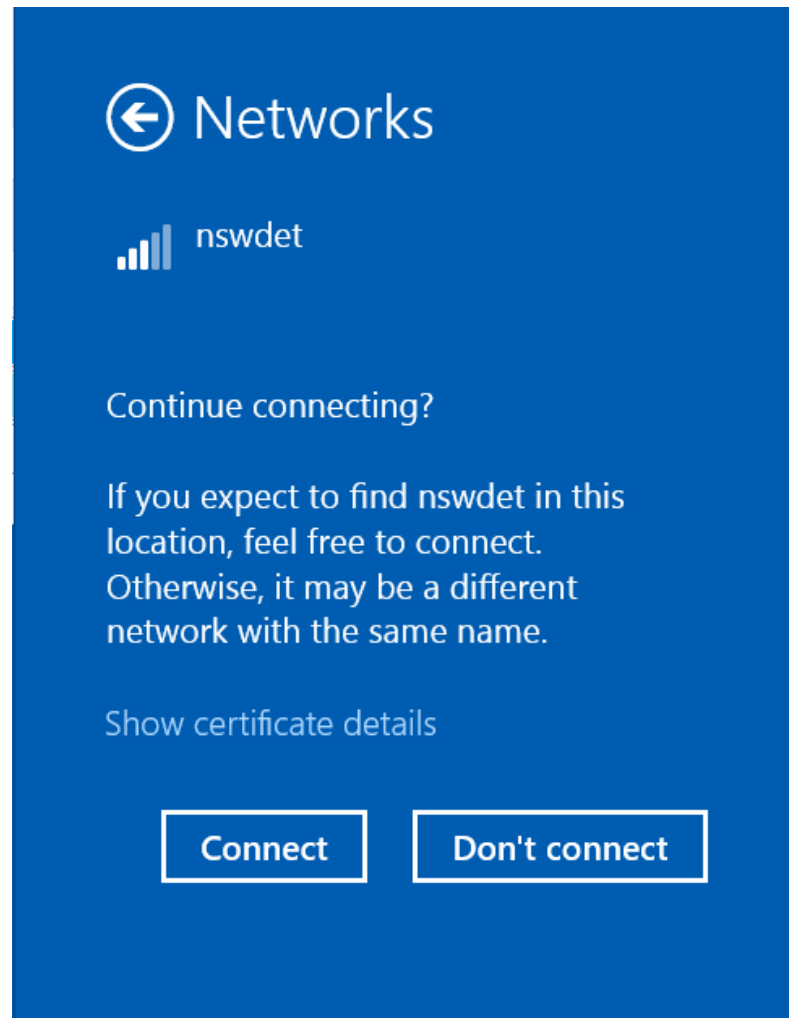 Networks
nswdet
Continue connecting?
If you expect to find nswdet in this
location, feel free to connect.
Otherwise, it may be a different
network with the same name.
Show certificate details
Connect
Don't connect